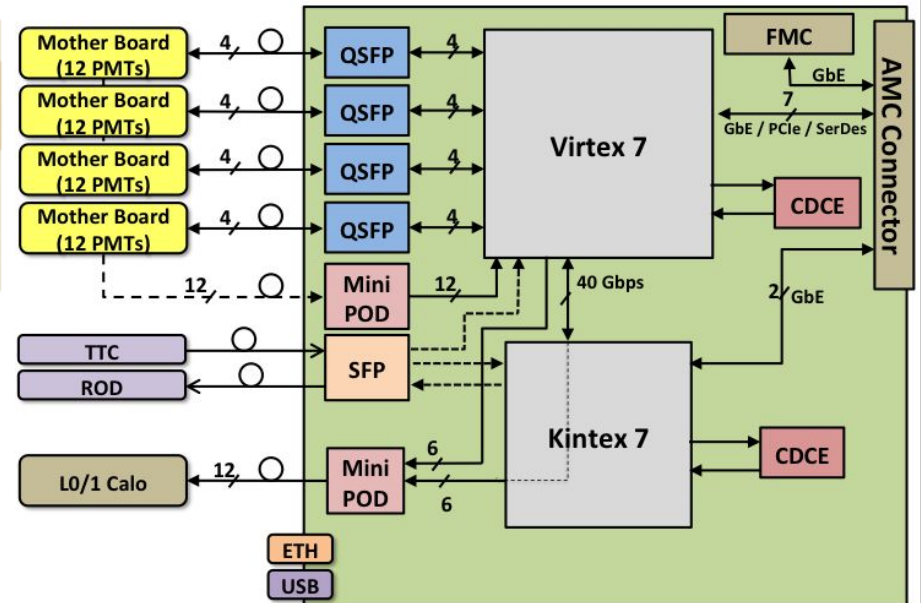 Mother Board
(12 PMTs)
4
QSFP
4
Mother Board
(12 PMTs)
4
QSFP
4
Mother Board
(12 PMTs)
4
QSFP
4
Mother Board
(12 PMTs)
4
QSFP
4
12
Mini
POD
12
TTC
ROD
SFP
L0/1 Calo
12
Mini
POD
6
6
ETH
USB
Virtex 7
40 Gbps
Kintex 7
FMC
GbE
7
GbE / PCIe / SerDes
CDCE
2
GbE
CDCE
AMC Connector